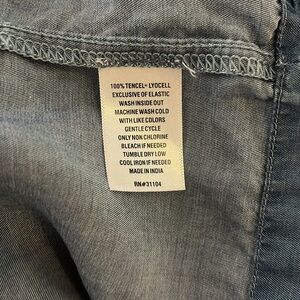 100% TENCEL® LYOCELL
EXCLUSIVE OF ELASTIC
WASH INSIDE OUT
MACHINE WASH COLD
WITH LIKE COLORS
GENTLE CYCLE
ONLY NON CHLORINE
BLEACH IF NEEDED
TUMBLE DRY LOW
COOL IRON IF NEEDED
MADE IN INDIA
RN#31104